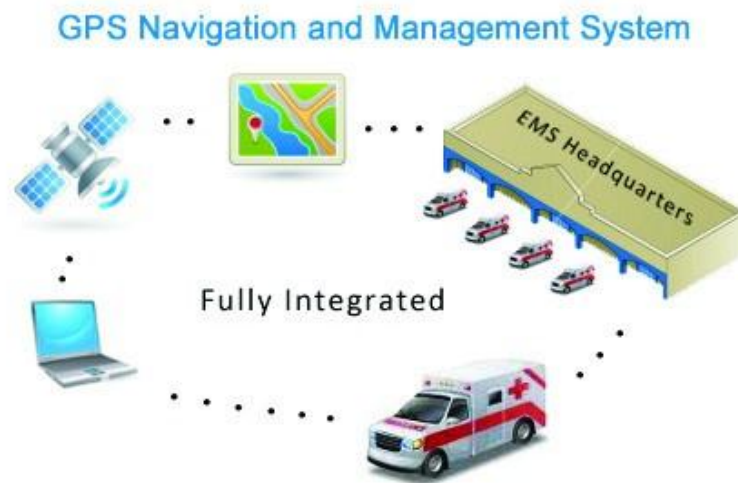 GPS Navigation and Management System
EMS Headquarters
Fully Integrated